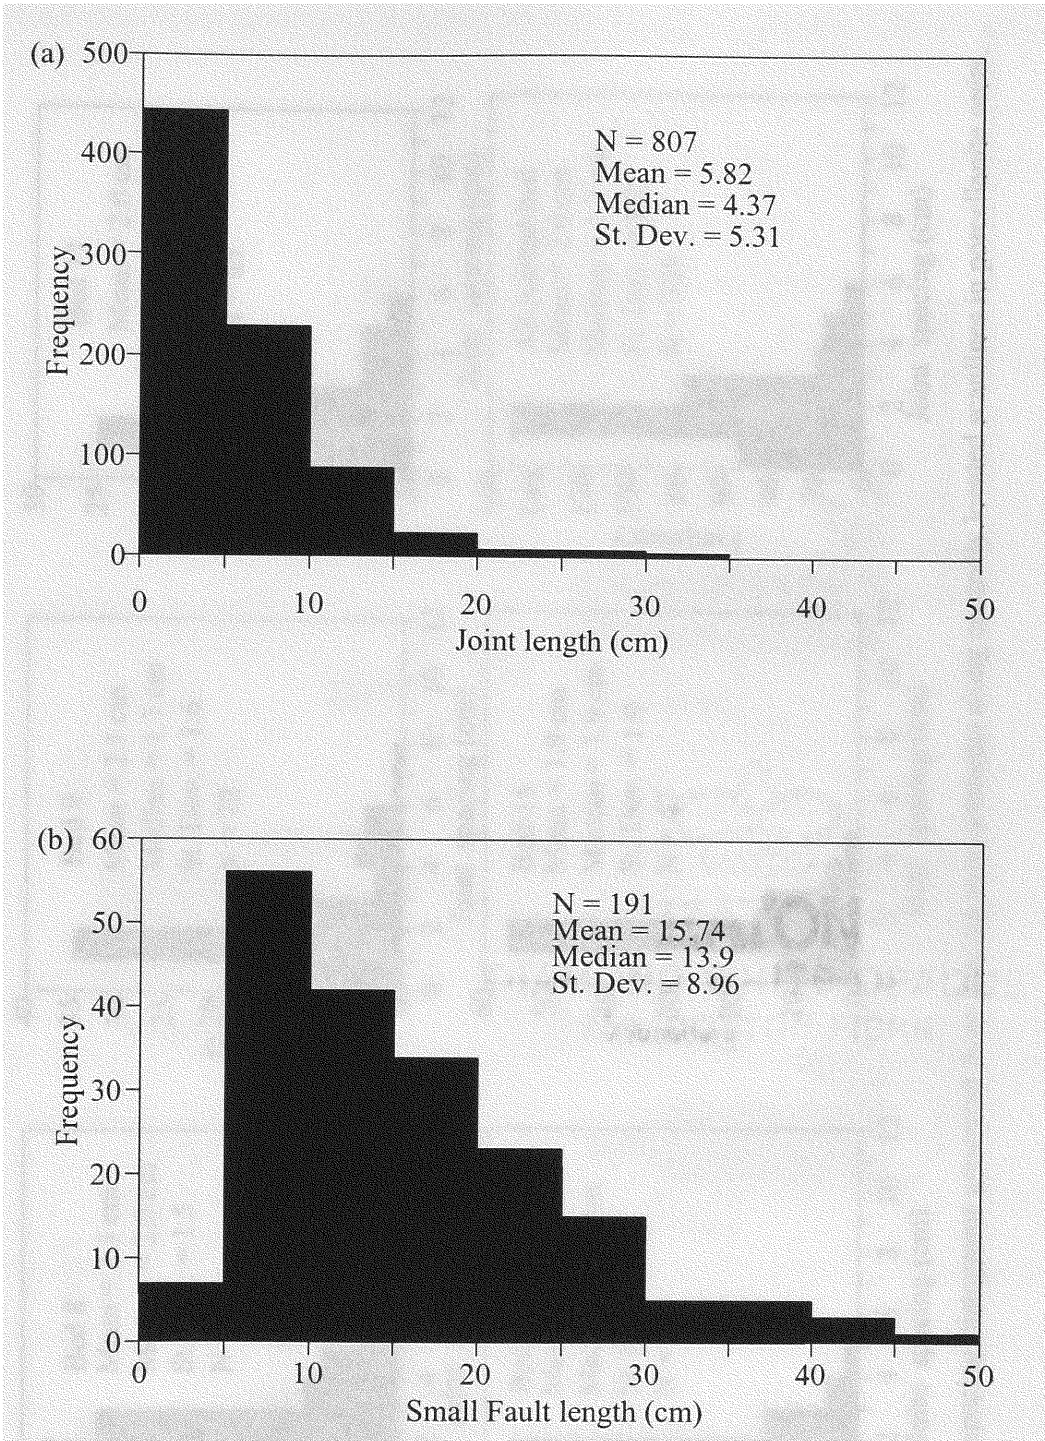 (a)
500
400
300
200
100
0
Frequency
N = 807
Mean = 5.82
Median = 4.37
St. Dev. = 5.31
0 10 20 30 40 50
Joint length (cm)
(b)
60
50
40
30
20
10
0
Frequency
N = 191
Mean = 15.74
Median = 13.9
St. Dev. = 8.96
0 10 20 30 40 50
Small Fault length (cm)